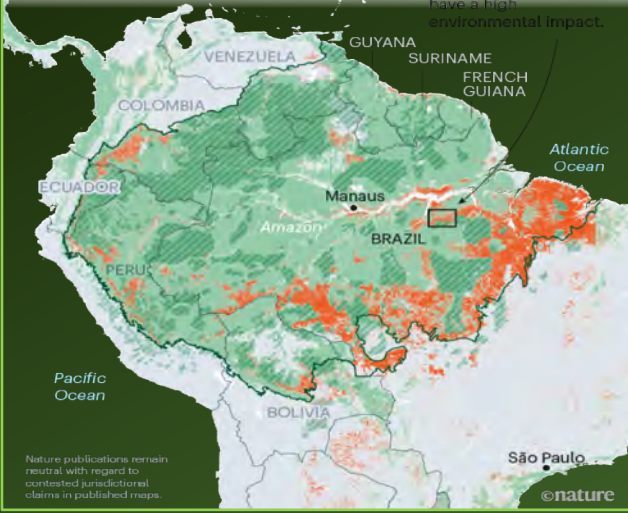 have a high
environmental impact.
GUYANA
VENEZUELA
SURINAME
FRENCH
GUIANA
COLOMBIA
Atlantic
Ocean
ECUADOR
Manaus
Amazon
BRAZIL
PERU
Pacific
Ocean
BOLIVIA
São Paulo
Nature publications remain
neutral with regard to
contested jurisdictional
claims in published maps.
©nature